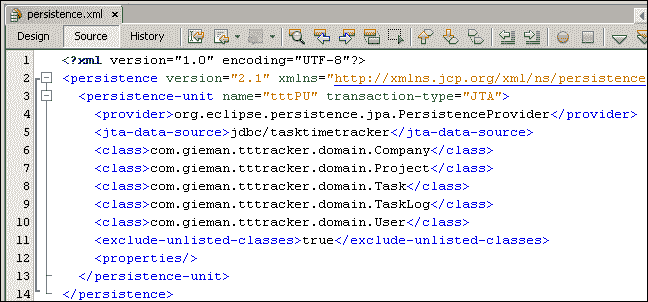 persistence.xml
Design Source History
1 <?xml version="1.0" encoding="UTF-8"?>
2 <persistence version="2.1" xmlns="http://xmlns.jcp.org/xml/ns/persistence
3 <persistence-unit name="tttPU" transaction-type="JTA">
4 <provider>org.eclipse.persistence.jpa.PersistenceProvider</provider>
5 <jta-data-source>jdbc/tasktimetracker</jta-data-source>
6 <class>com.gieman.tttracker.domain.Company</class>
7 <class>com.gieman.tttracker.domain.Project</class>
8 <class>com.gieman.tttracker.domain.Task</class>
9 <class>com.gieman.tttracker.domain.TaskLog</class>
10 <class>com.gieman.tttracker.domain.User</class>
11 <exclude-unlisted-classes>true</exclude-unlisted-classes>
12 <properties/>
13 </persistence-unit>
14 </persistence>